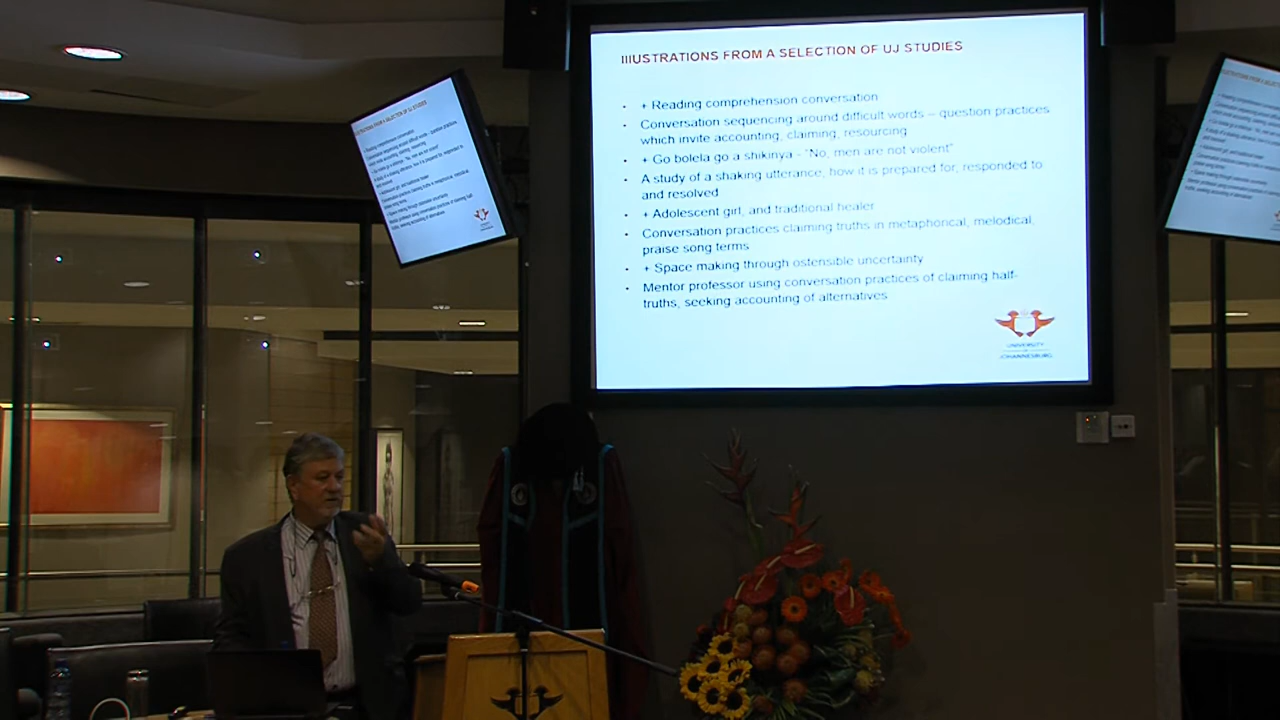 IIIUSTRATIONS FROM A SELECTION OF UJ STUDIES
+ Reading comprehension conversation
Conversation sequencing around difficult words – question practices
which invite accounting, claiming, resourcing
+ Go bolela go a shikinya - "No, men are not violent"
A study of a shaking utterance, how it is prepared for, responded to
and resolved
+ Adolescent girl, and traditional healer
Conversation practices claiming truths in metaphorical, melodical,
praise song terms
+ Space making through ostensible uncertainty
Mentor professor using conversation practices of claiming half-
truths, seeking accounting of alternatives
UNIVERSITY
OF
JOHANNESBURG